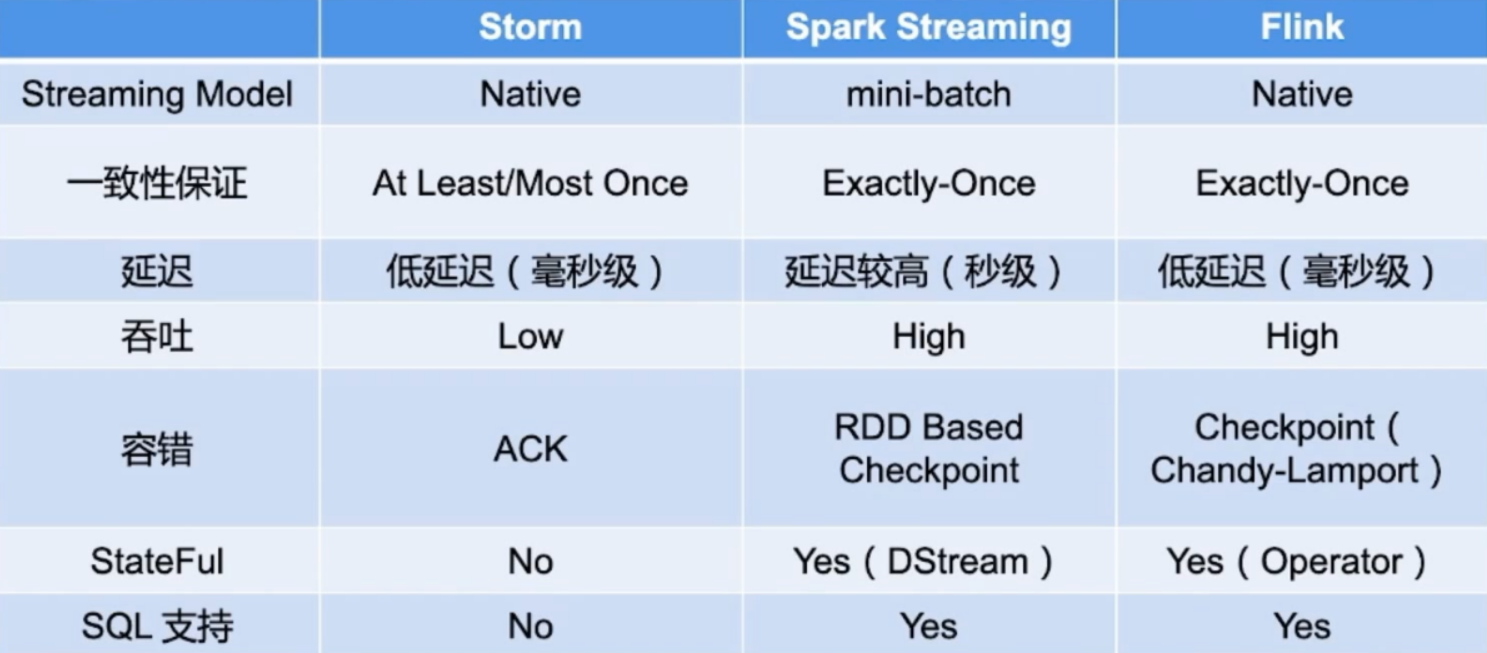 Storm Spark Streaming Flink
Streaming Model Native mini-batch Native
一致性保证 At Least/Most Once Exactly-Once Exactly-Once
延迟 低延迟（毫秒级） 延迟较高（秒级） 低延迟（毫秒级）
吞吐 Low High High
容错 ACK RDD Based Checkpoint Checkpoint（Chandy-Lamport）
StateFul No Yes（DStream） Yes（Operator）
SQL 支持 No Yes Yes